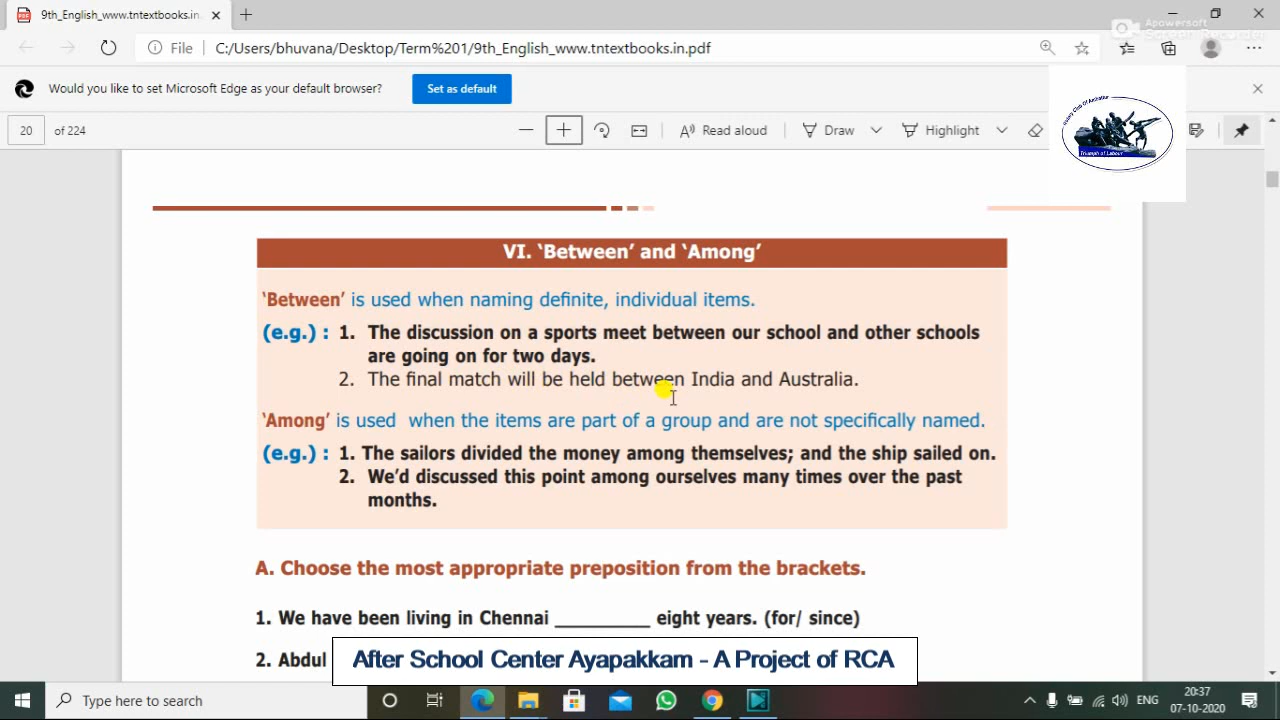 9th_English_www.tntextbooks.in.
Apowersoft
Screen Recorder
File
C:/Users/bhuvana/Desktop/Term%201/9th_English_www.tntextbooks.in.pdf
Would you like to set Microsoft Edge as your default browser?
Set as default
20 of 224
Read aloud
Draw
Highlight
Triumph of Labour
VI. ‘Between’ and ‘Among’
‘Between’ is used when naming definite, individual items.
(e.g.) : 1. The discussion on a sports meet between our school and other schools
are going on for two days.
2. The final match will be held between India and Australia.
‘Among’ is used when the items are part of a group and are not specifically named.
(e.g.) : 1. The sailors divided the money among themselves; and the ship sailed on.
2. We’d discussed this point among ourselves many times over the past
months.
A. Choose the most appropriate preposition from the brackets.
1. We have been living in Chennai __________ eight years. (for/ since)
2. Abdul
After School Center Ayapakkam - A Project of RCA
Type here to search
ENG
20:37
07-10-2020